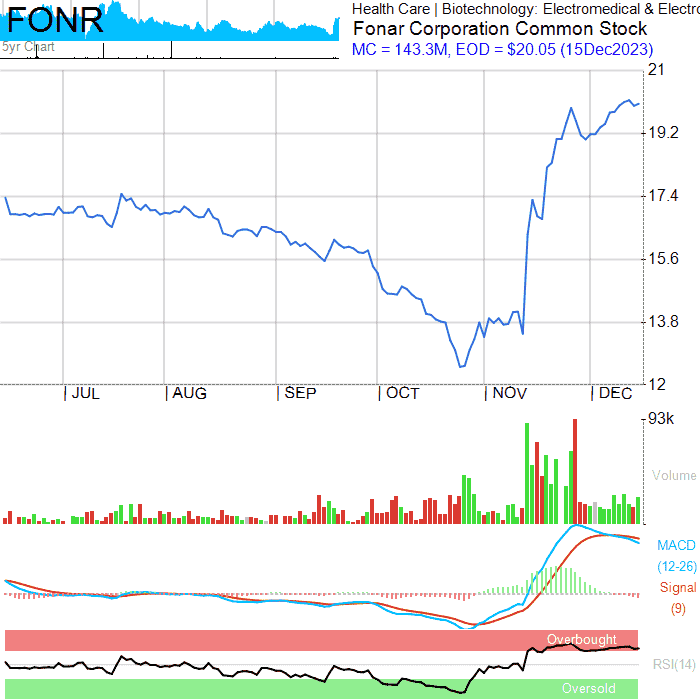 FONR
5yr Chart
Health Care | Biotechnology: Electromedical & Electro
Fonar Corporation Common Stock
MC = 143.3M, EOD = $20.05 (15Dec2023)
21
19.2
17.4
15.6
13.8
12
JUL AUG SEP OCT NOV DEC
93k
Volume
MACD
(12-26)
Signal
(9)
Overbought
RSI(14)
Oversold